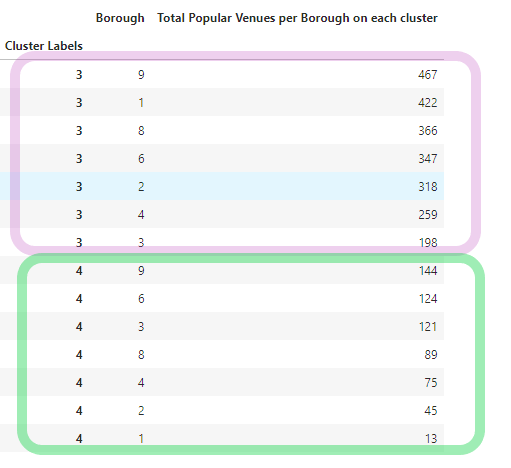 Borough Total Popular Venues per Borough on each cluster
Cluster Labels
3 9 467
3 1 422
3 8 366
3 6 347
3 2 318
3 4 259
3 3 198
4 9 144
4 6 124
4 3 121
4 8 89
4 4 75
4 2 45
4 1 13